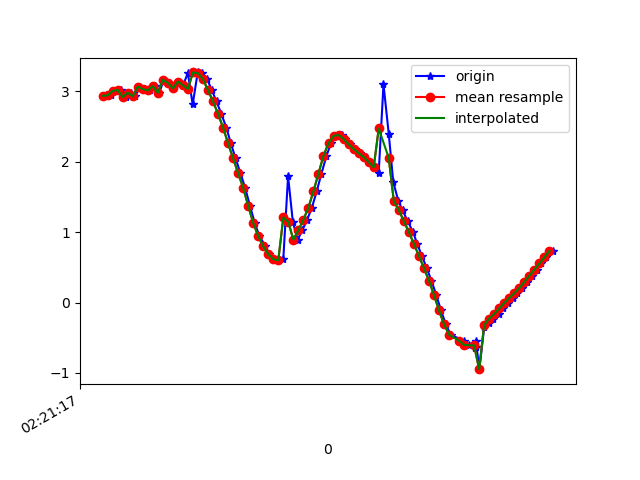 origin
mean resample
interpolated
3
2
1
0
−1
02:21:17
0